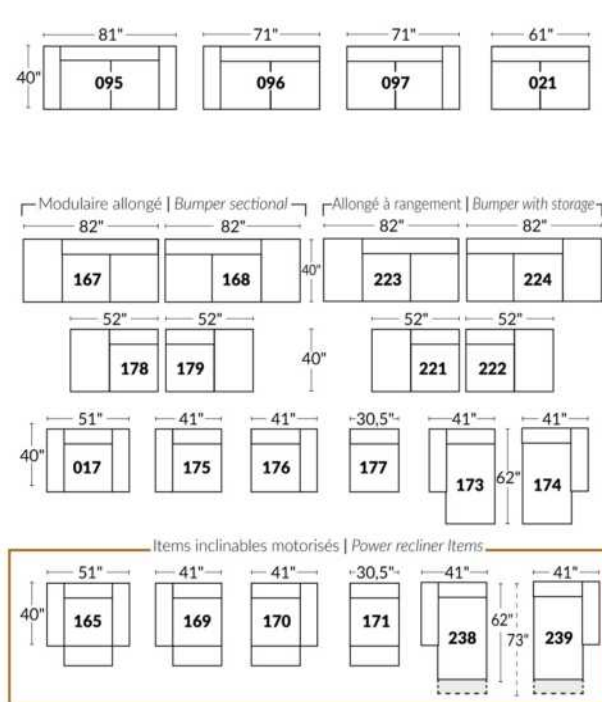 81" 71" 71" 61"
40" 095 096 097 021
Modulaire allongé | Bumper sectional Allongé à rangement | Bumper with storage
82" 82" 82" 82"
167 168 40" 223 224
52" 52" 52" 52"
178 179 40" 221 222
51" 41" 41" 30,5" 41" 41"
40" 017 175 176 177 173 62" 174
Items inclinables motorisés | Power recliner Items
51" 41" 41" 30,5" 41" 41"
40" 165 169 170 171 238 62" 73" 239